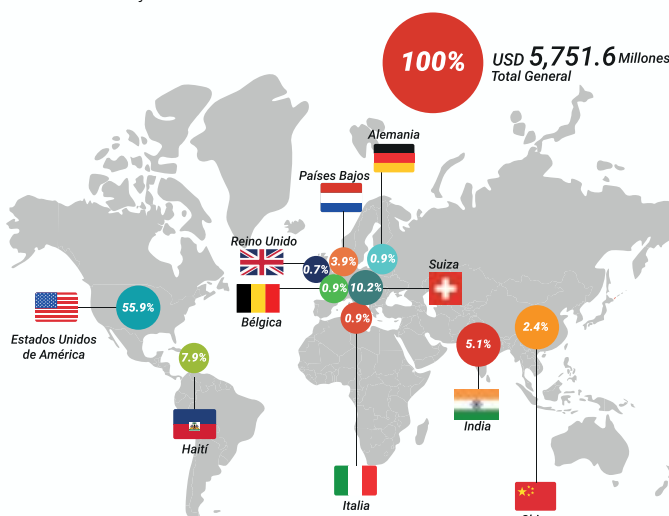 100%
USD 5,751.6 Millones
Total General
Alemania
Países Bajos
Reino Unido
0.7%
3.9%
0.9%
Suiza
0.9%
10.2%
Bélgica
0.9%
55.9%
Estados Unidos
de América
7.9%
Haití
5.1%
India
2.4%
Italia